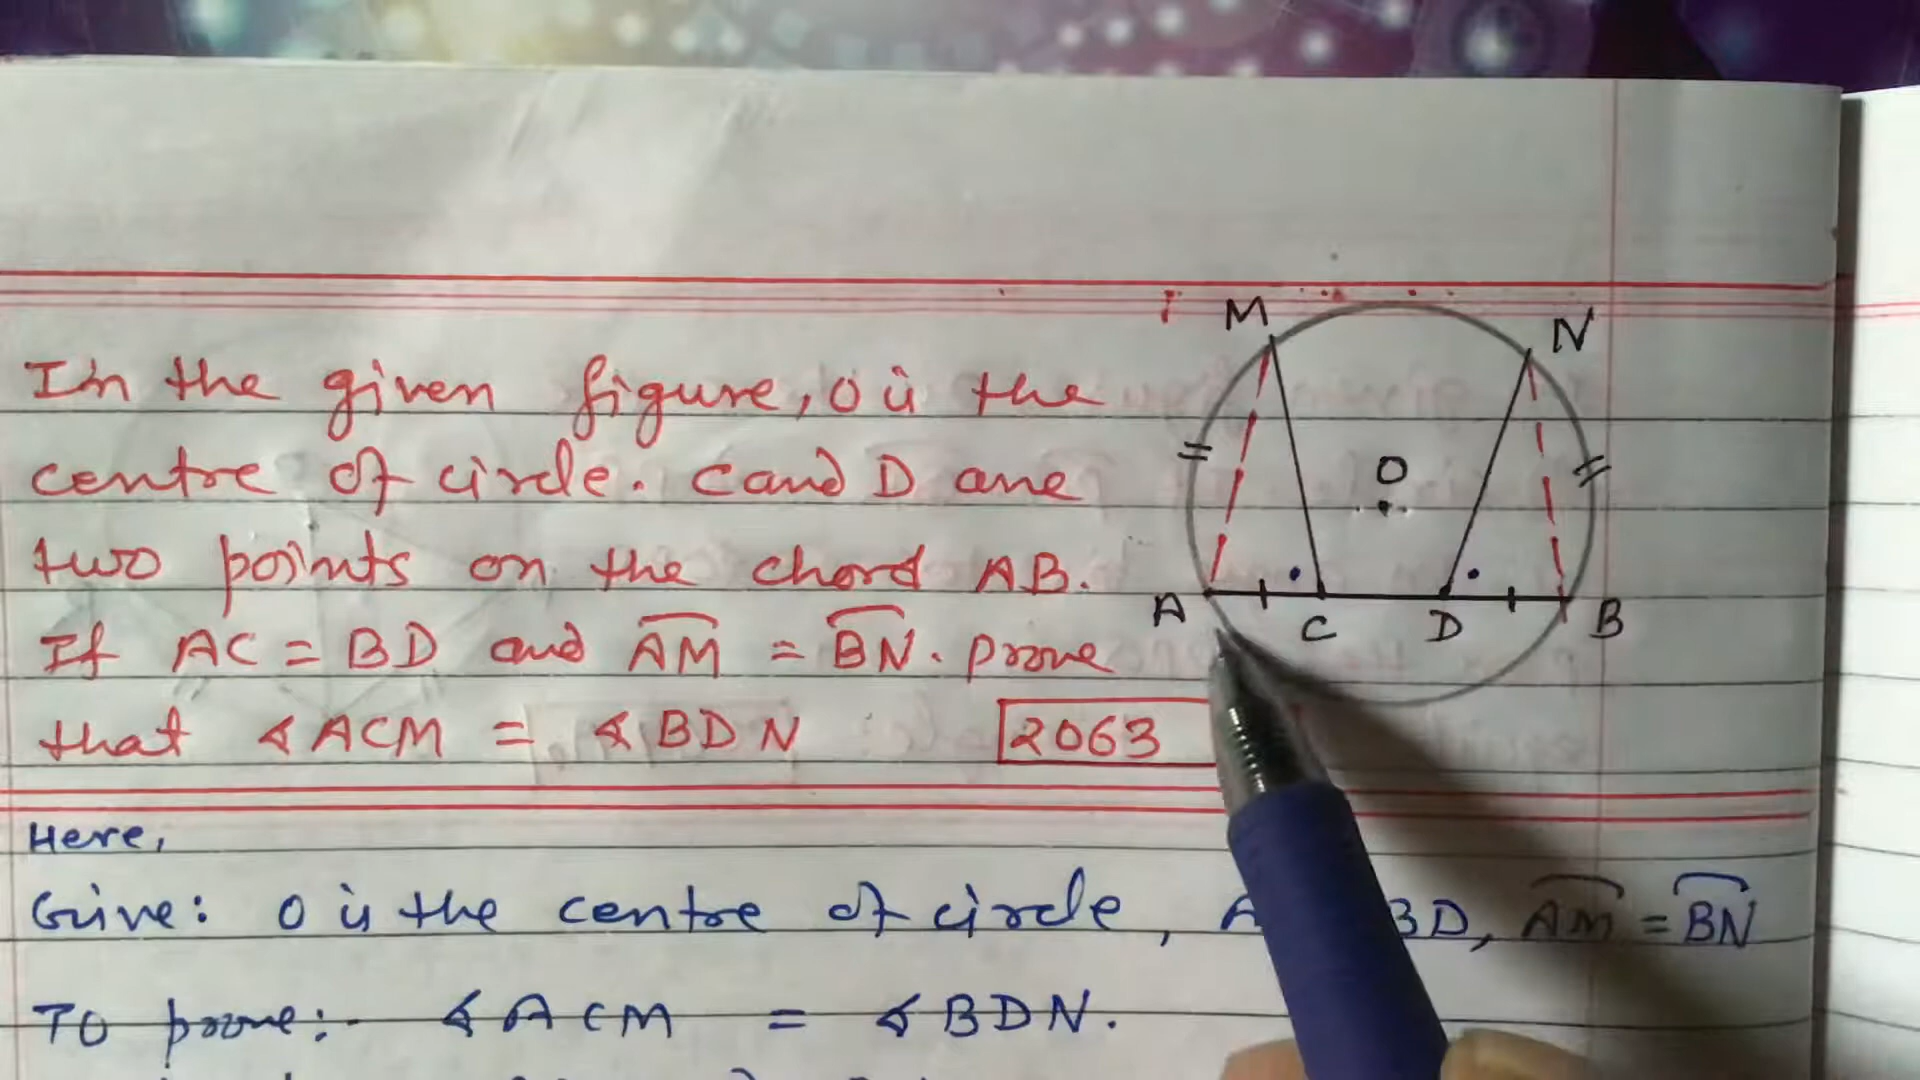 In the given figure, O is the
centre of circle. C and D are
two points on the chord AB.
If AC = BD and AM = BN. prove
that ∡ACM = ∡BDN 2063
M
N
O
A
C
D
B
Here,
Give: O is the centre of circle, A BD, AM = BN
To prove:- ∡ACM = ∡BDN.